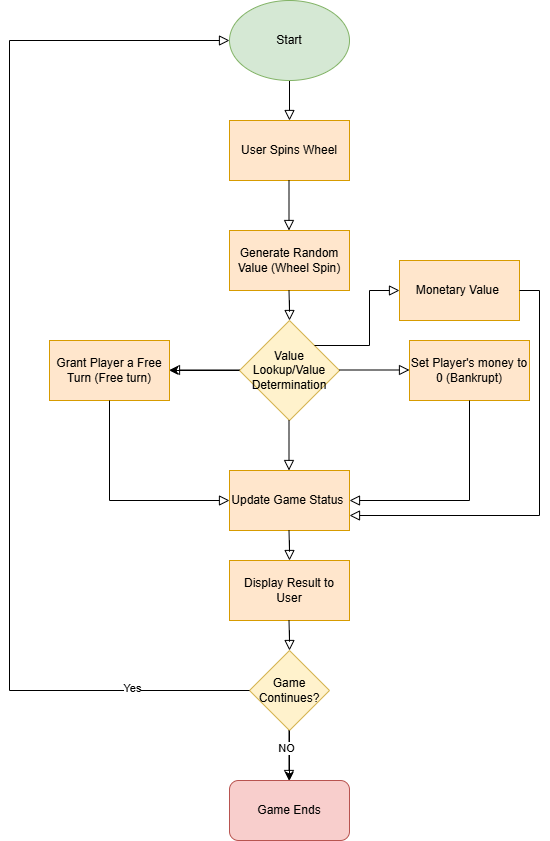 Start
User Spins Wheel
Generate Random
Value (Wheel Spin)
Monetary Value
Value
Lookup/Value
Determination
Grant Player a Free
Turn (Free turn)
Set Player's money to
0 (Bankrupt)
Update Game Status
Display Result to
User
Game
Continues?
Yes
NO
Game Ends